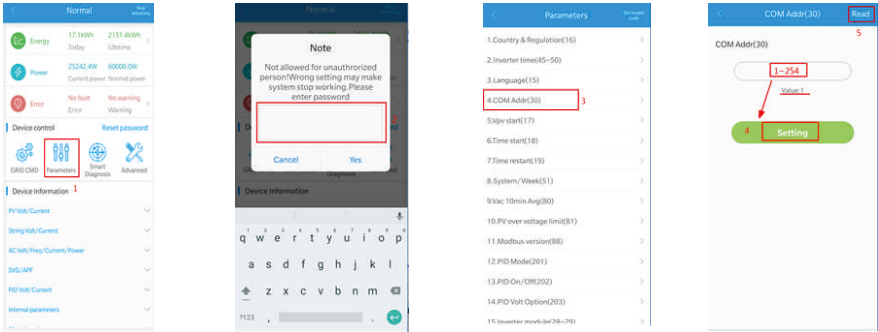 Normal
Stop refreshing
Energy
17.1kWh
Today
2151.4kWh
Lifetime
Power
25242.4W
Current power
60000.0W
Normal power
Error
No fault
Error
No warning
Warning
Device control
Reset password
GRID CMD
Parameters
Smart Diagnosis
Advanced
Device Information
1
PV Volt/Current
String Volt/Current
AC Volt/Freq/Current/Power
SVG/APF
PID Volt/Current
Internal parameters
Normal
Note
Not allowed for unauthrorized
person!Wrong setting may make
system stop working.Please
enter password
2
Cancel
Yes
Diagnosis
Device Information
q w e r t y u i o p
a s d f g h j k l
z x c v b n m
?123 , .
Parameters
Set model code
1.Country & Regulation(16)
2.Inverter time(45~50)
3.Language(15)
4.COM Addr(30)
3
5.Vpv start(17)
6.Time start(18)
7.Time restart(19)
8.System/Week(51)
9.Vac 10min Avg(80)
10.PV over voltage limit(81)
11.Modbus version(88)
12.PID Mode(201)
13.PID On/Off(202)
14.PID Volt Option(203)
15.Inverter module(28~29)
COM Addr(30)
Read
5
COM Addr(30)
1~254
Value:1
4
Setting